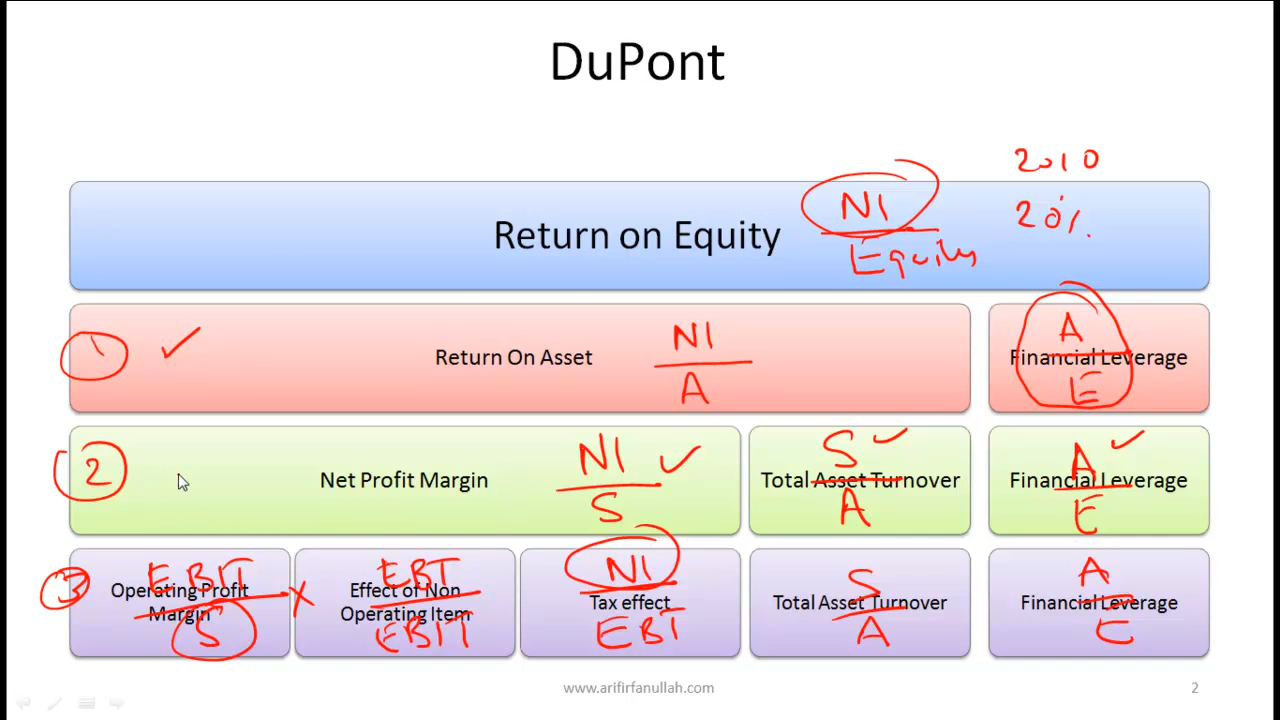 DuPont
2010
Return on Equity
NI
Equity
20%
1
Return On Asset
NI
A
Financial Leverage
A
E
2
Net Profit Margin
NI
S
Total Asset Turnover
S
A
Financial Leverage
A
E
3
Operating Profit
Margin
EBIT
S
X
Effect of Non
Operating Item
EBT
EBIT
Tax effect
NI
EBT
Total Asset Turnover
S
A
Financial Leverage
A
E
www.arifirfanullah.com
2